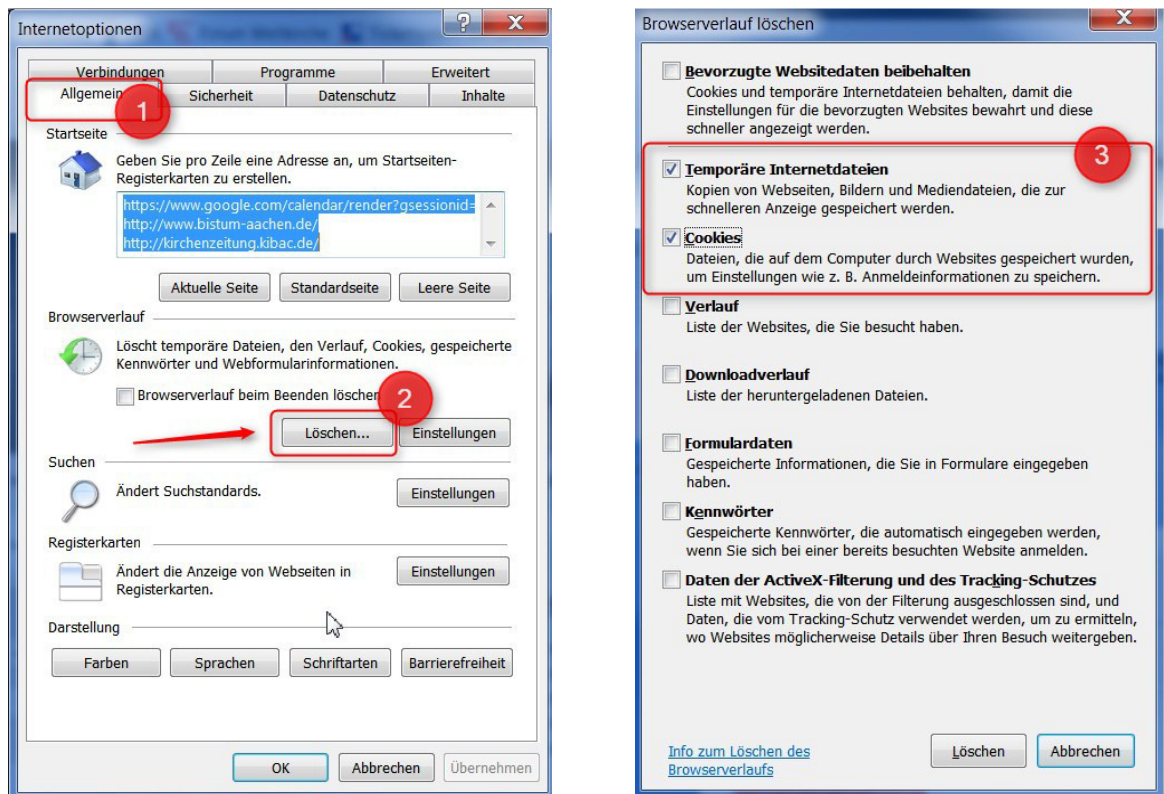 Internetoptionen
Verbindungen
Programme
Erweitert
Allgemein
1
Sicherheit
Datenschutz
Inhalte
Startseite
Geben Sie pro Zeile eine Adresse an, um Startseiten-
Registerkarten zu erstellen.
https://www.google.com/calendar/render?gsessionid=
http://www.bistum-aachen.de/
http://kirchenzeitung.kibac.de/
Aktuelle Seite
Standardseite
Leere Seite
Browserverlauf
Löscht temporäre Dateien, den Verlauf, Cookies, gespeicherte
Kennwörter und Webformularinformationen.
Browserverlauf beim Beenden löschen
2
Löschen...
Einstellungen
Suchen
Ändert Suchstandards.
Einstellungen
Registerkarten
Ändert die Anzeige von Webseiten in
Registerkarten.
Einstellungen
Darstellung
Farben
Sprachen
Schriftarten
Barrierefreiheit
OK
Abbrechen
Übernehmen
Browserverlauf löschen
Bevorzugte Websitedaten beibehalten
Cookies und temporäre Internetdateien behalten, damit die
Einstellungen für die bevorzugten Websites bewahrt und diese
schneller angezeigt werden.
3
Temporäre Internetdateien
Kopien von Webseiten, Bildern und Mediendateien, die zur
schnelleren Anzeige gespeichert werden.
Cookies
Dateien, die auf dem Computer durch Websites gespeichert wurden,
um Einstellungen wie z. B. Anmeldeinformationen zu speichern.
Verlauf
Liste der Websites, die Sie besucht haben.
Downloadverlauf
Liste der heruntergeladenen Dateien.
Formulardaten
Gespeicherte Informationen, die Sie in Formulare eingegeben
haben.
Kennwörter
Gespeicherte Kennwörter, die automatisch eingegeben werden,
wenn Sie sich bei einer bereits besuchten Website anmelden.
Daten der ActiveX-Filterung und des Tracking-Schutzes
Liste mit Websites, die von der Filterung ausgeschlossen sind, und
Daten, die vom Tracking-Schutz verwendet werden, um zu ermitteln,
wo Websites möglicherweise Details über Ihren Besuch weitergeben.
Info zum Löschen des
Browserverlaufs
Löschen
Abbrechen